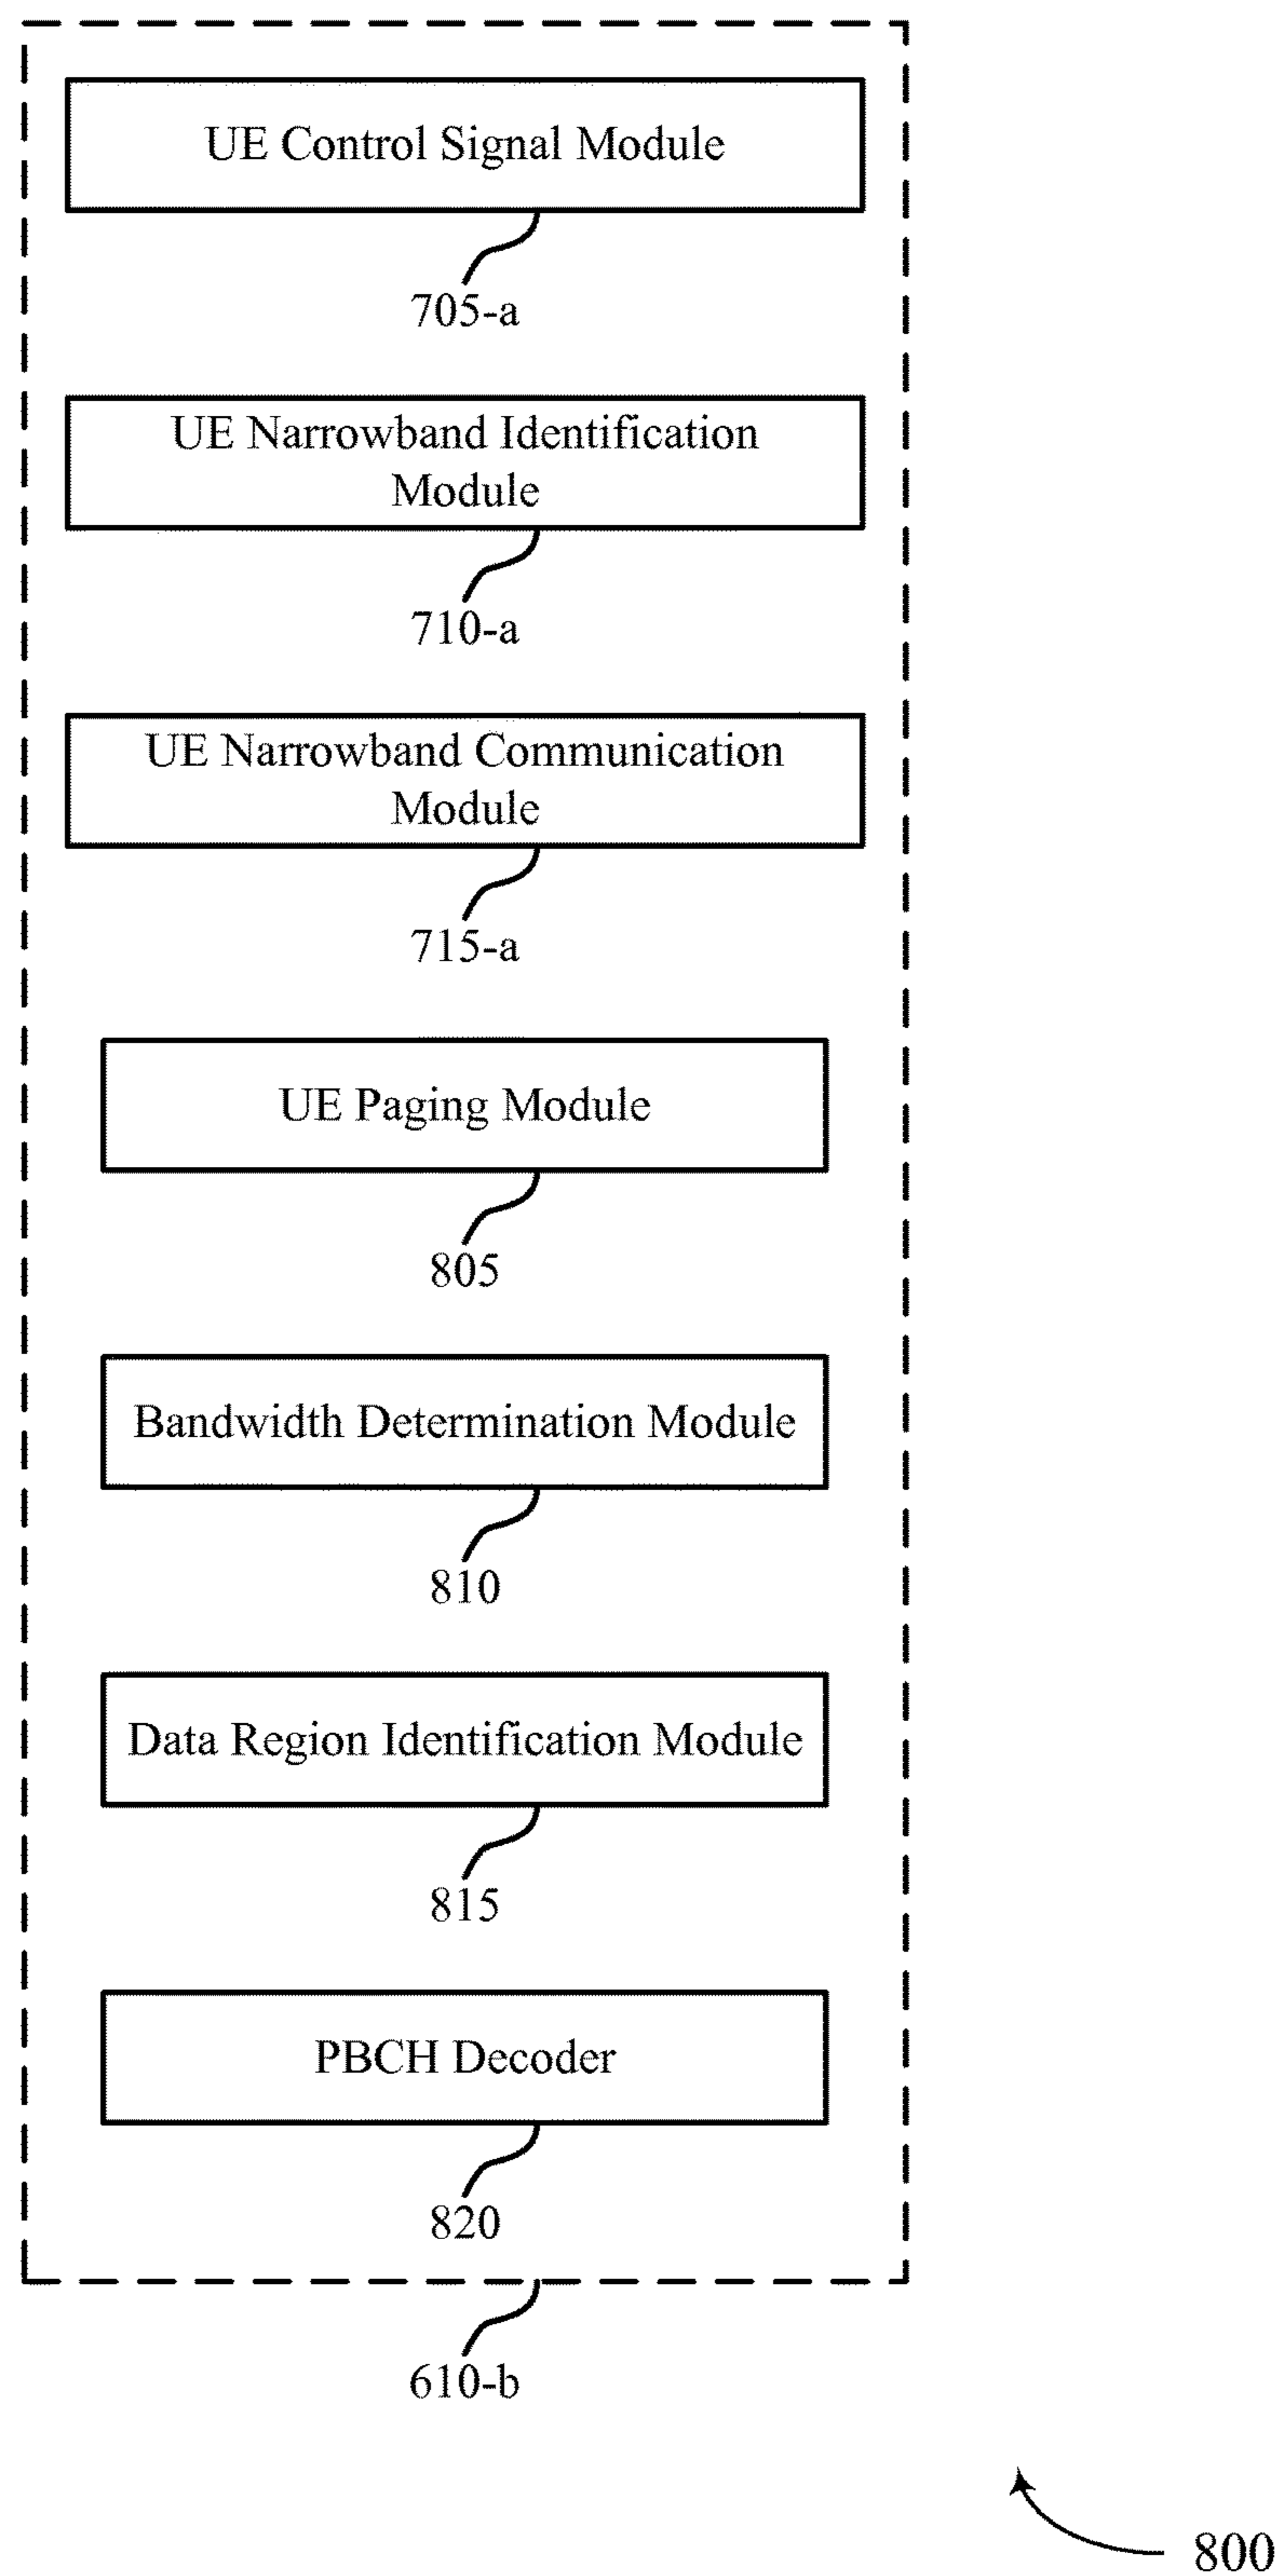 UE Control Signal Module
705-a
UE Narrowband Identification
Module
710-a
UE Narrowband Communication
Module
715-a
UE Paging Module
805
Bandwidth Determination Module
810
Data Region Identification Module
815
PBCH Decoder
820
610-b
800